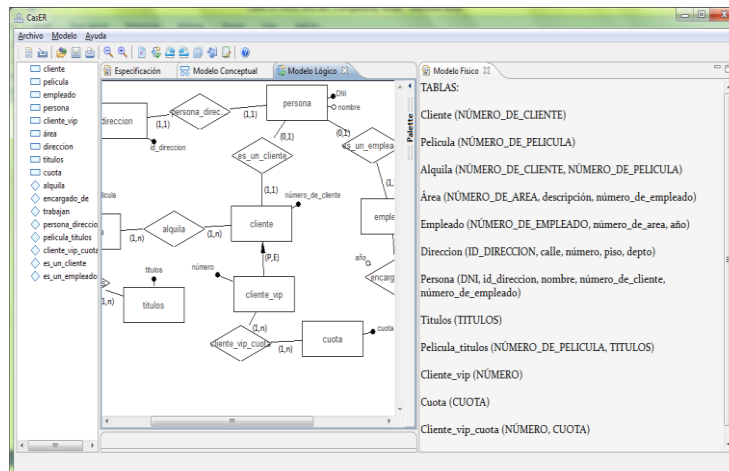 CasER
Archivo Modelo Ayuda
cliente
pelicula
empleado
persona
cliente_vip
área
direccion
titulos
cuota
alquila
encargado_de
trabajan
persona_direccio
pelicula_titulos
cliente_vip_cuota
es_un_cliente
es_un_empleado
Especificación Modelo Conceptual Modelo Lógico
direccion
persona_direc...
persona
DNI
nombre
(1,1)
(1,1)
(0,1)
(0,1)
id_direccion
es_un_cliente
es_un_emplea
Palette
(1,1)
(1,
número_de_cliente
ícula
cliente
emple
alquila
(1,n)
(1,n)
año
(P,E)
encarg
titulos
número
titulos
cliente_vip
(1,n)
(1,n)
cuota
cuota
cliente_vip_cuota
(1,n)
Modelo Físico
TABLAS:
Cliente (NÚMERO_DE_CLIENTE)
Pelicula (NÚMERO_DE_PELICULA)
Alquila (NÚMERO_DE_CLIENTE, NÚMERO_DE_PELICULA)
Área (NÚMERO_DE_AREA, descripción, número_de_empleado)
Empleado (NÚMERO_DE_EMPLEADO, número_de_area, año)
Direccion (ID_DIRECCION, calle, número, piso, depto)
Persona (DNI, id_direccion, nombre, número_de_cliente,
número_de_empleado)
Titulos (TITULOS)
Pelicula_titulos (NÚMERO_DE_PELICULA, TITULOS)
Cliente_vip (NÚMERO)
Cuota (CUOTA)
Cliente_vip_cuota (NÚMERO, CUOTA)